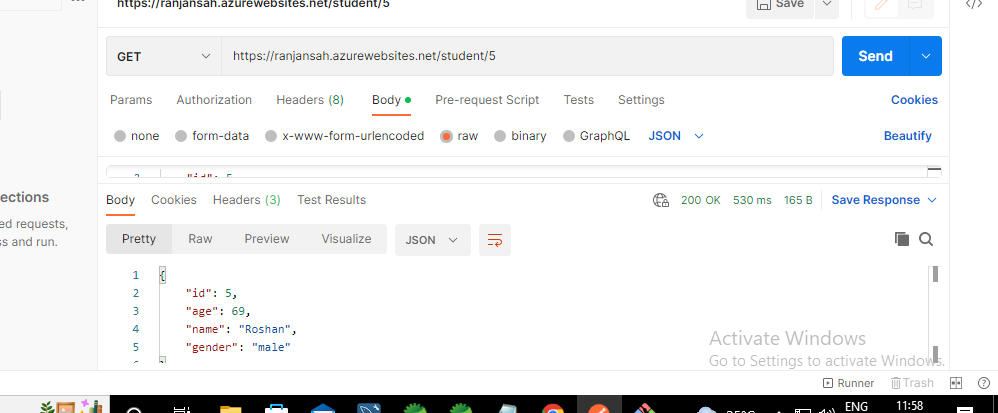 https://ranjansah.azurewebsites.net/student/5
Save
GET
https://ranjansah.azurewebsites.net/student/5
Send
Params Authorization Headers (8) Body Pre-request Script Tests Settings Cookies
none form-data x-www-form-urlencoded raw binary GraphQL JSON Beautify
ections
ed requests,
ss and run.
Body Cookies Headers (3) Test Results 200 OK 530 ms 165 B Save Response
Pretty Raw Preview Visualize JSON
1 {
2 "id": 5,
3 "age": 69,
4 "name": "Roshan",
5 "gender": "male"
Activate Windows
Go to Settings to activate Windows.
Runner Trash
ENG 11:58